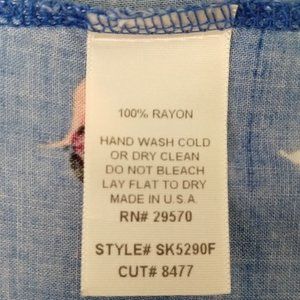 100% RAYON
HAND WASH COLD
OR DRY CLEAN
DO NOT BLEACH
LAY FLAT TO DRY
MADE IN U.S.A.
RN# 29570
STYLE# SK5290F
CUT# 8477